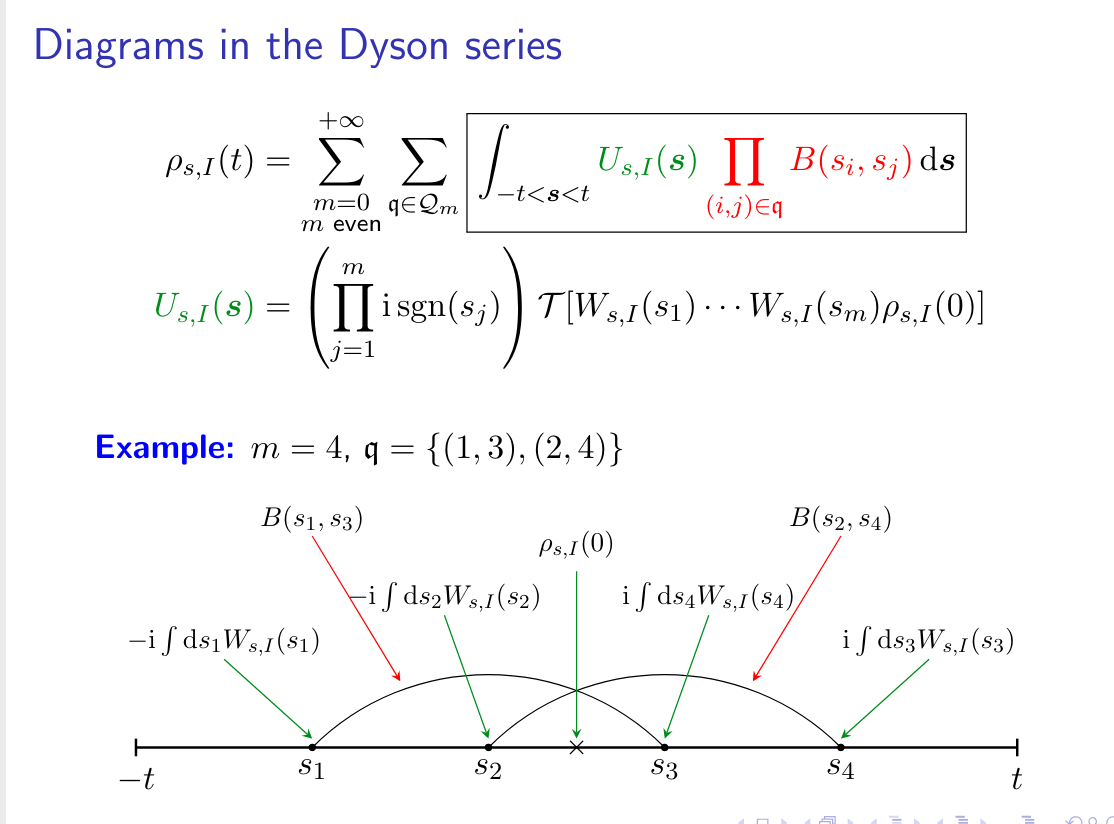 Diagrams in the Dyson series
$\rho_{s,I}(t) = \sum_{\substack{m=0 \\ m \text{ even}}}^{+\infty} \sum_{\mathfrak{q} \in \mathcal{Q}_m} \int_{-t<\boldsymbol{s}<t} U_{s,I}(\boldsymbol{s}) \prod_{(i,j) \in \mathfrak{q}} B(s_i, s_j) \, \mathrm{d}\boldsymbol{s}$
$U_{s,I}(\boldsymbol{s}) = \left( \prod_{j=1}^{m} \mathrm{i} \, \mathrm{sgn}(s_j) \right) \mathcal{T}[W_{s,I}(s_1) \cdots W_{s,I}(s_m) \rho_{s,I}(0)]$
Example: $m = 4$, $\mathfrak{q} = \{(1, 3), (2, 4)\}$
$B(s_1, s_3)$
$B(s_2, s_4)$
$\rho_{s,I}(0)$
$-\mathrm{i} \int \mathrm{d}s_2 W_{s,I}(s_2)$
$\mathrm{i} \int \mathrm{d}s_4 W_{s,I}(s_4)$
$-\mathrm{i} \int \mathrm{d}s_1 W_{s,I}(s_1)$
$\mathrm{i} \int \mathrm{d}s_3 W_{s,I}(s_3)$
$-t$
$s_1$
$s_2$
$s_3$
$s_4$
$t$